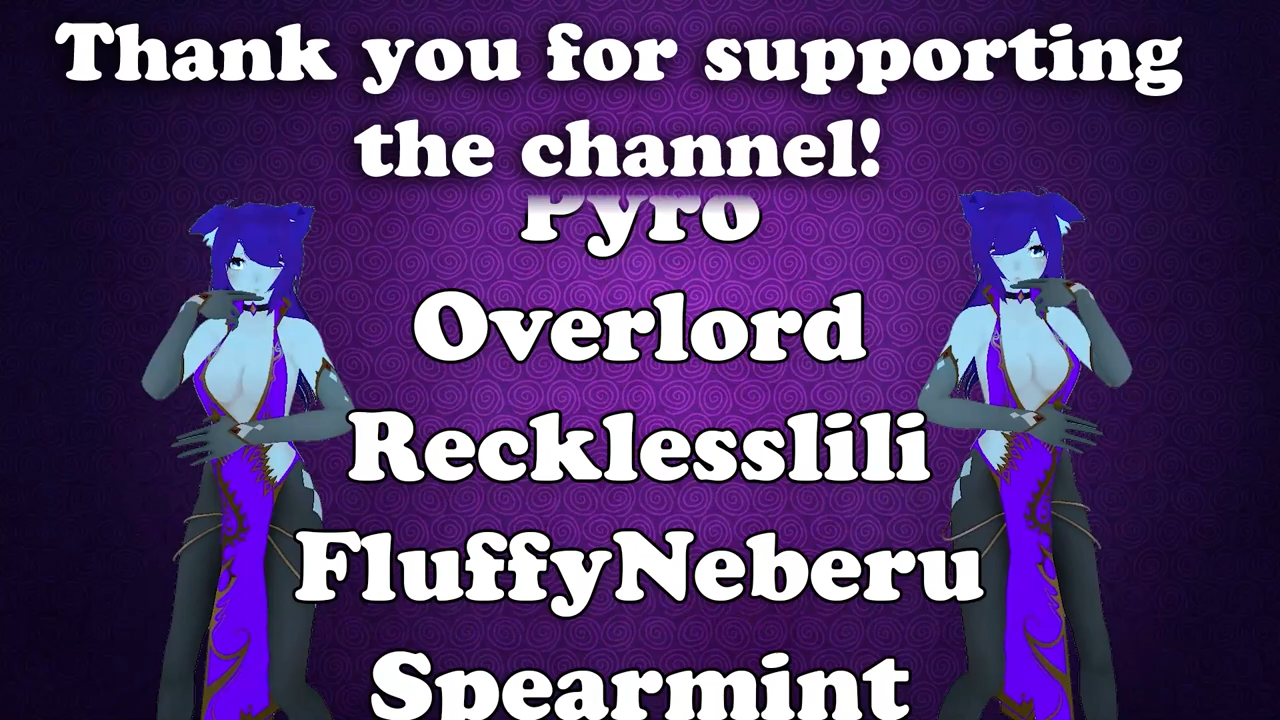 Thank you for supporting
the channel!
Pyro
Overlord
Recklesslili
FluffyNeberu
Spearmint